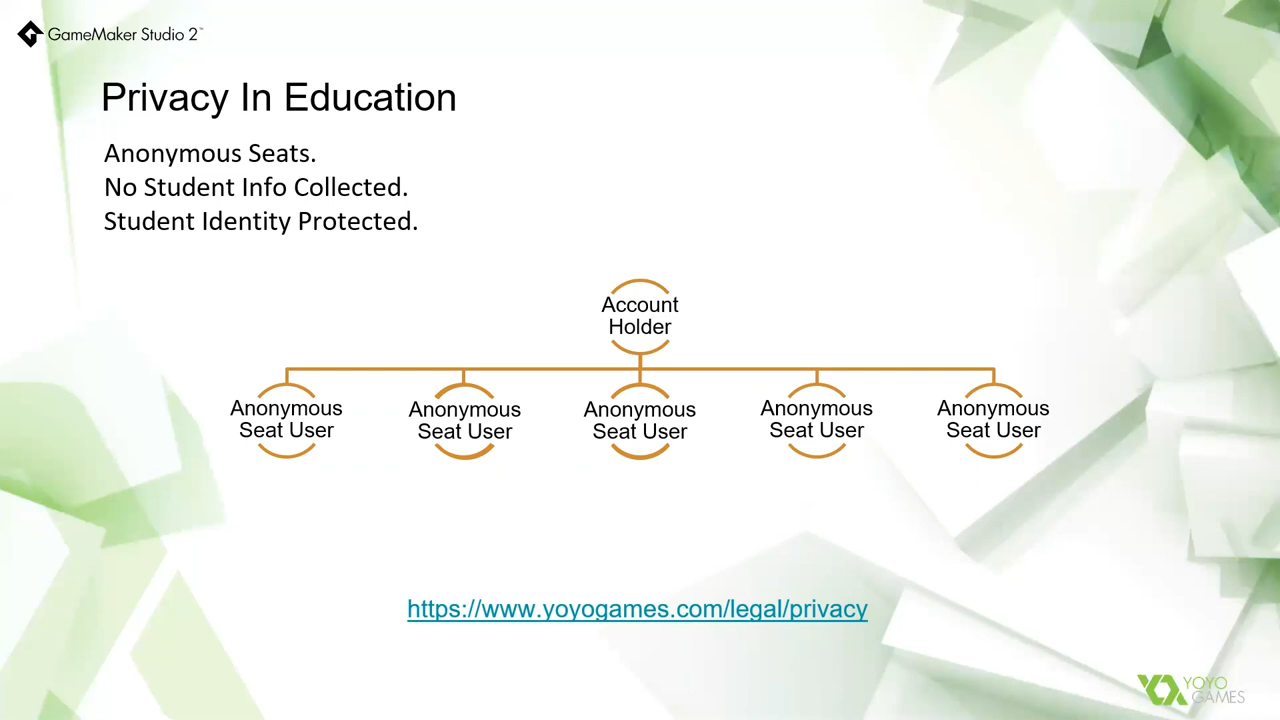 GameMaker Studio 2™
Privacy In Education
Anonymous Seats.
No Student Info Collected.
Student Identity Protected.
Account
Holder
Anonymous
Seat User
Anonymous
Seat User
Anonymous
Seat User
Anonymous
Seat User
Anonymous
Seat User
https://www.yoyogames.com/legal/privacy
YOYO
GAMES